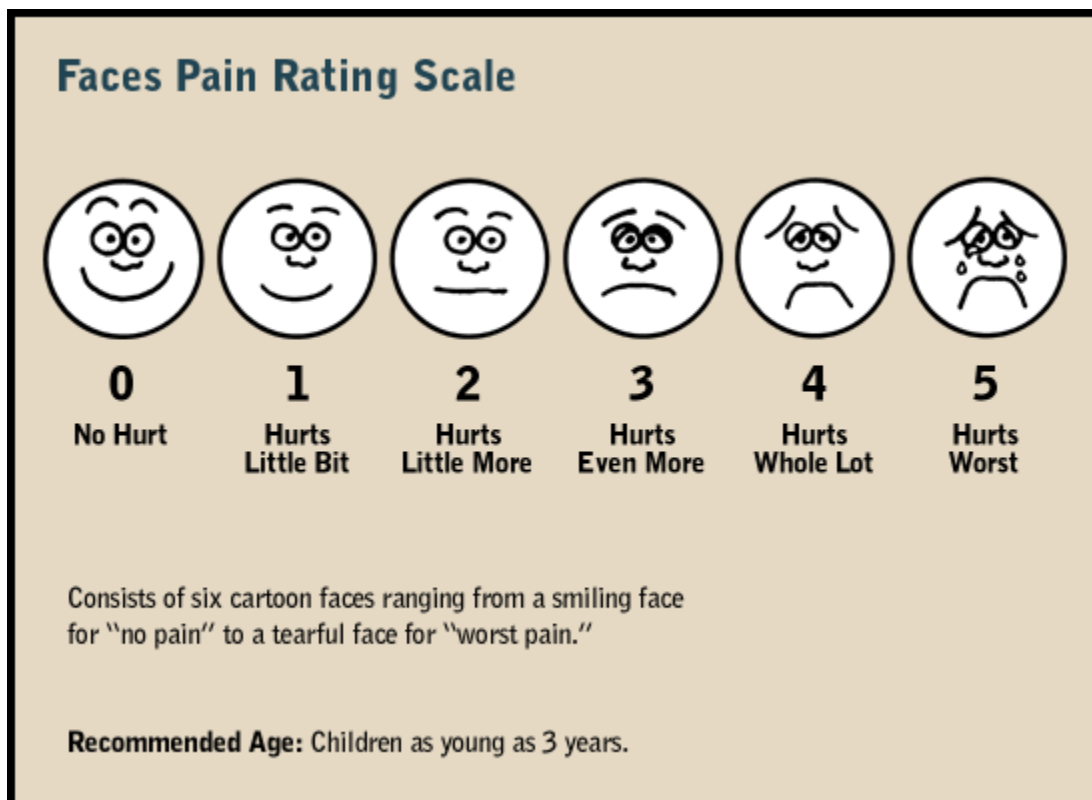 Faces Pain Rating Scale
0
No Hurt
1
Hurts
Little Bit
2
Hurts
Little More
3
Hurts
Even More
4
Hurts
Whole Lot
5
Hurts
Worst
Consists of six cartoon faces ranging from a smiling face
for “no pain” to a tearful face for “worst pain.”
Recommended Age: Children as young as 3 years.